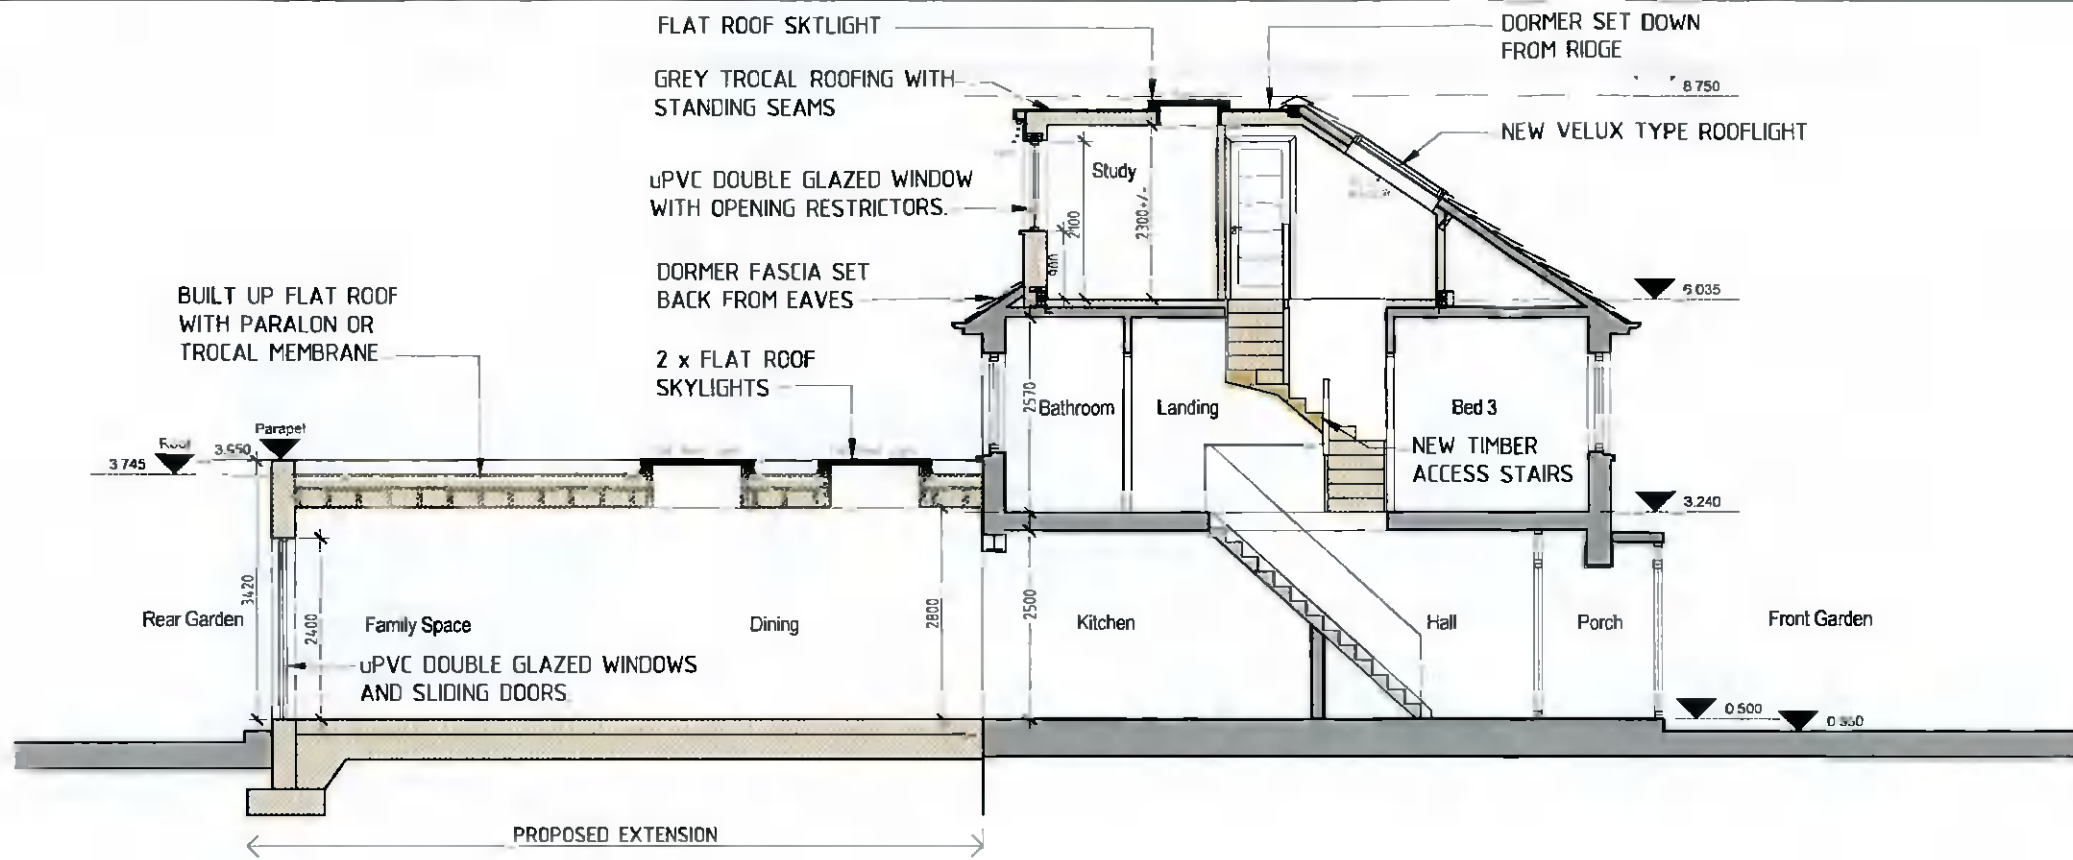 FLAT ROOF SKTLIGHT
GREY TROCAL ROOFING WITH
STANDING SEAMS
uPVC DOUBLE GLAZED WINDOW
WITH OPENING RESTRICTORS.
DORMER FASCIA SET
BACK FROM EAVES
2 x FLAT ROOF
SKYLIGHTS
BUILT UP FLAT ROOF
WITH PARALON OR
TROCAL MEMBRANE
DORMER SET DOWN
FROM RIDGE
8 750
NEW VELUX TYPE ROOFLIGHT
Study
2100
2300+/-
900
6 035
Parapet
Roof
3.745
2570
Bathroom
Landing
Bed 3
NEW TIMBER
ACCESS STAIRS
3.240
Rear Garden
3420
2400
Family Space
Dining
2800
2500
Kitchen
Hall
Porch
Front Garden
uPVC DOUBLE GLAZED WINDOWS
AND SLIDING DOORS
0 500
PROPOSED EXTENSION